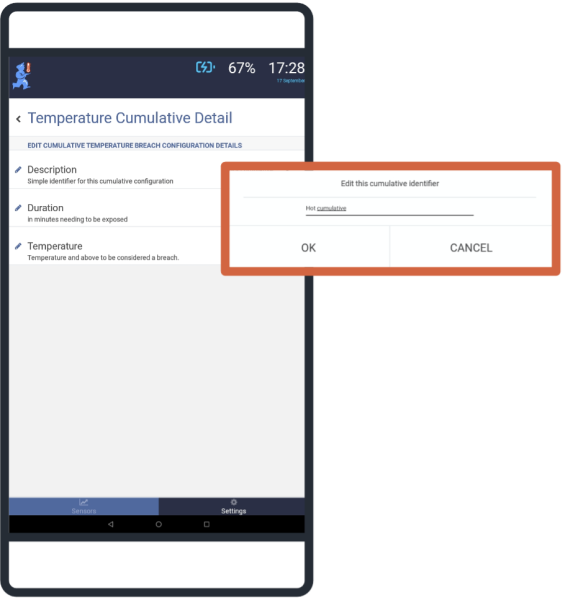 67% 17:28
17 September
Temperature Cumulative Detail
EDIT CUMULATIVE TEMPERATURE BREACH CONFIGURATION DETAILS
Description
Simple identifier for this cumulative configuration
Duration
in minutes needing to be exposed
Temperature
Temperature and above to be considered a breach.
Edit this cumulative identifier
Hot cumulative
OK CANCEL
Sensors Settings